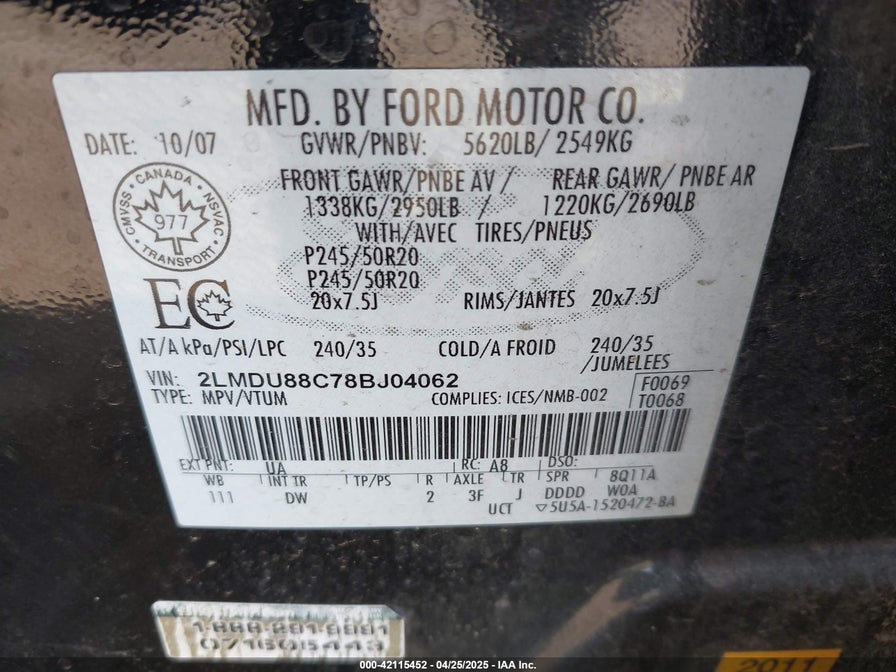 MFD. BY FORD MOTOR CO.
DATE: 10/07 GVWR/PNBV: 5620LB/ 2549KG
FRONT GAWR/PNBE AV / REAR GAWR/ PNBE AR
1338KG/2950LB / 1220KG/2690LB
WITH/AVEC TIRES/PNEUS
P245/50R20
P245/50R20
20x7.5J RIMS/JANTES 20x7.5J
CANADA
CMVSS NSVAC
977
TRANSPORT
EC
AT/A kPa/PSI/LPC 240/35 COLD/A FROID 240/35
/JUMELEES
VIN: 2LMDU88C78BJ04062 F0069
TYPE: MPV/VTUM COMPLIES: ICES/NMB-002 T0068
EXT PNT: UA RC: A8 DSO:
WB INT TR TP/PS R AXLE TR SPR 8Q11A
111 DW 2 3F J DDDD W0A
UCT ▽5U5A-1520472-BA
071605443
2011
000-42115452 - 04/25/2025 - IAA Inc.